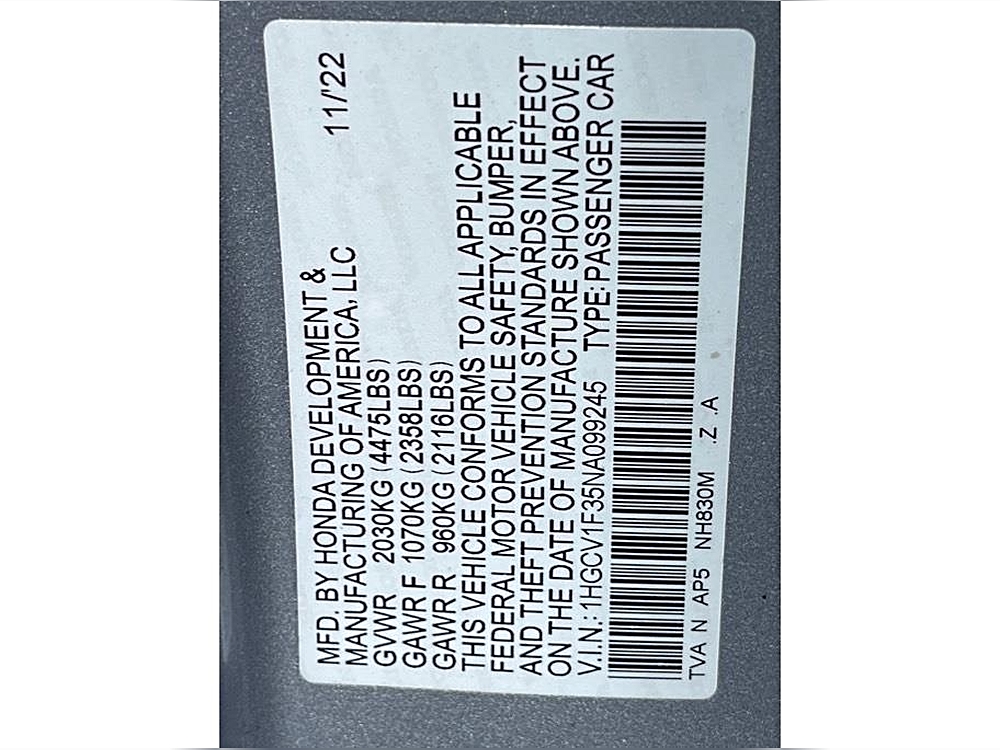 MFD. BY HONDA DEVELOPMENT &
MANUFACTURING OF AMERICA, LLC 11/'22
GVWR 2030KG (4475LBS)
GAWR F 1070KG (2358LBS)
GAWR R 960KG (2116LBS)
THIS VEHICLE CONFORMS TO ALL APPLICABLE
FEDERAL MOTOR VEHICLE SAFETY, BUMPER,
AND THEFT PREVENTION STANDARDS IN EFFECT
ON THE DATE OF MANUFACTURE SHOWN ABOVE.
V.I.N.: 1HGCV1F35NA099245 TYPE: PASSENGER CAR
TVA N AP5 NH830M .Z .A